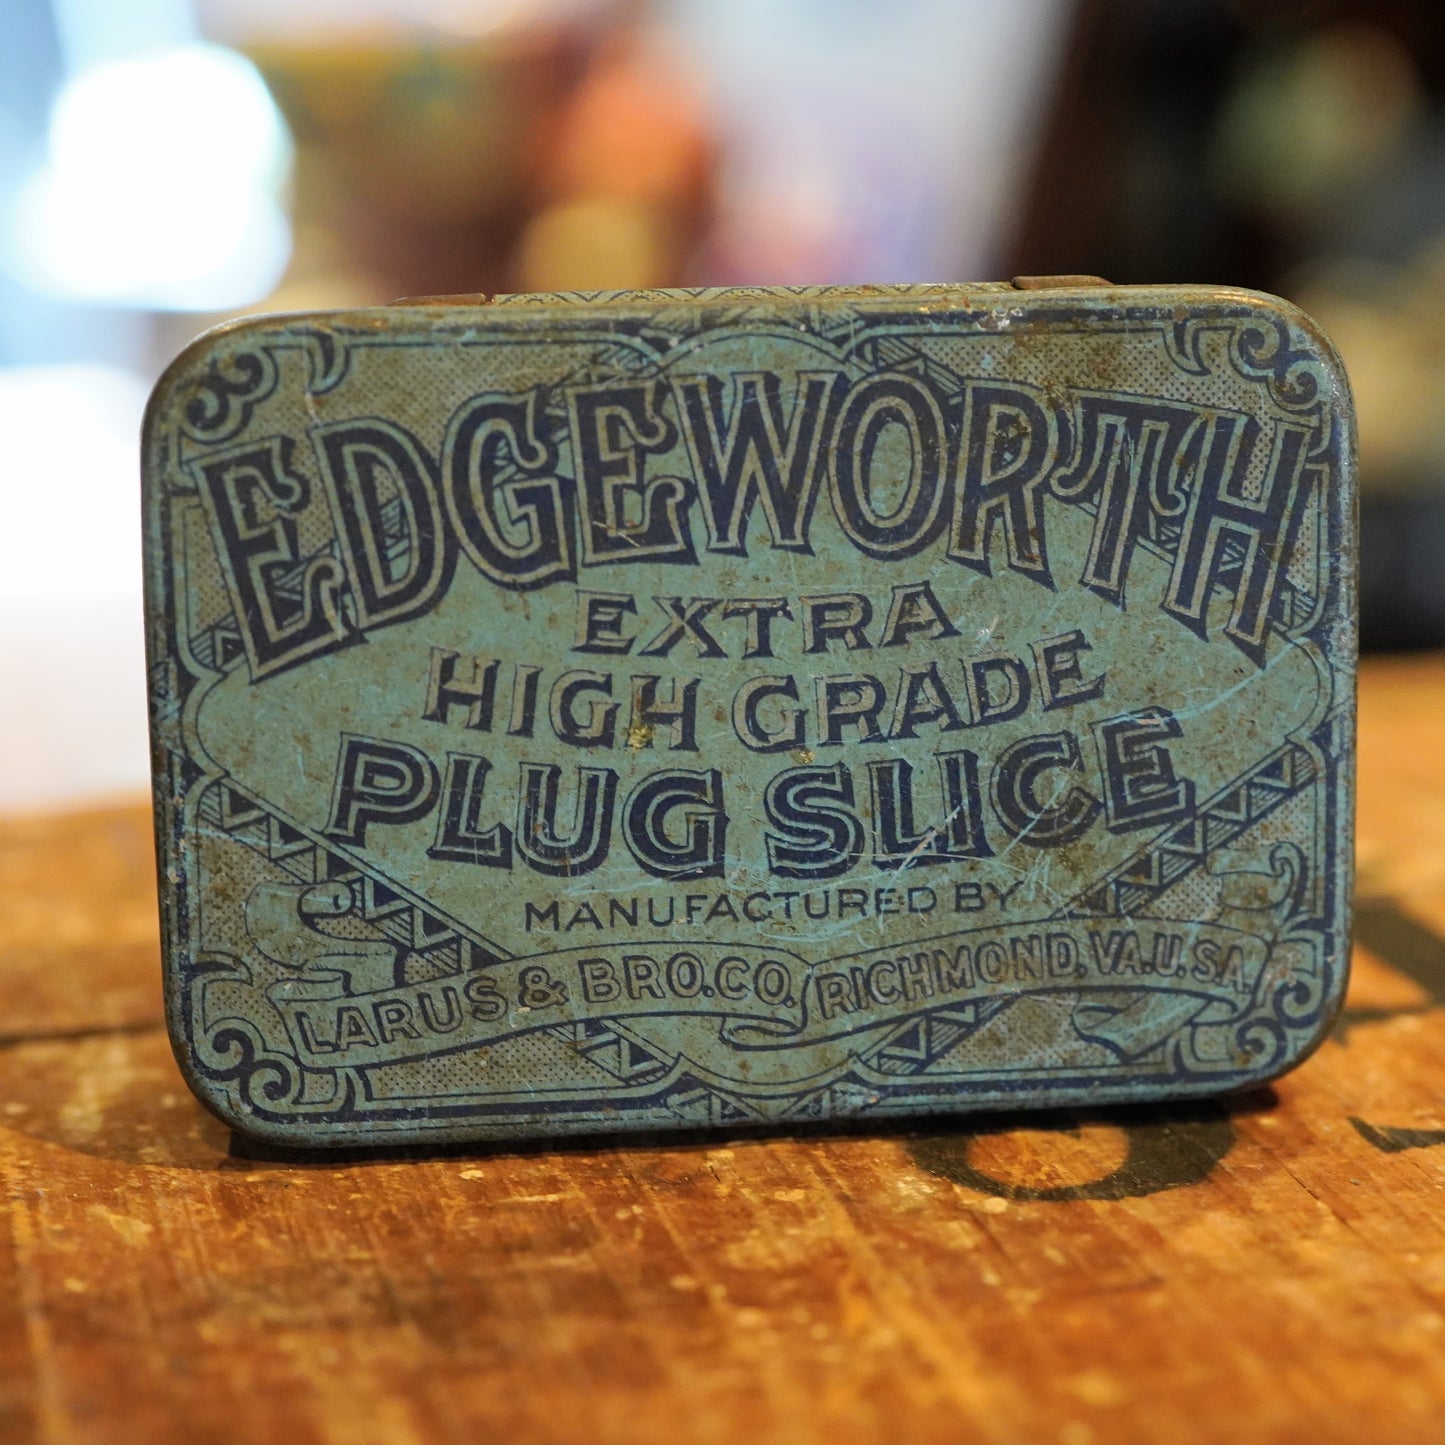 EDGEWORTH
EXTRA
HIGH GRADE
PLUG SLICE
MANUFACTURED BY
LARUS & BRO. CO. RICHMOND, VA. U. S. A.